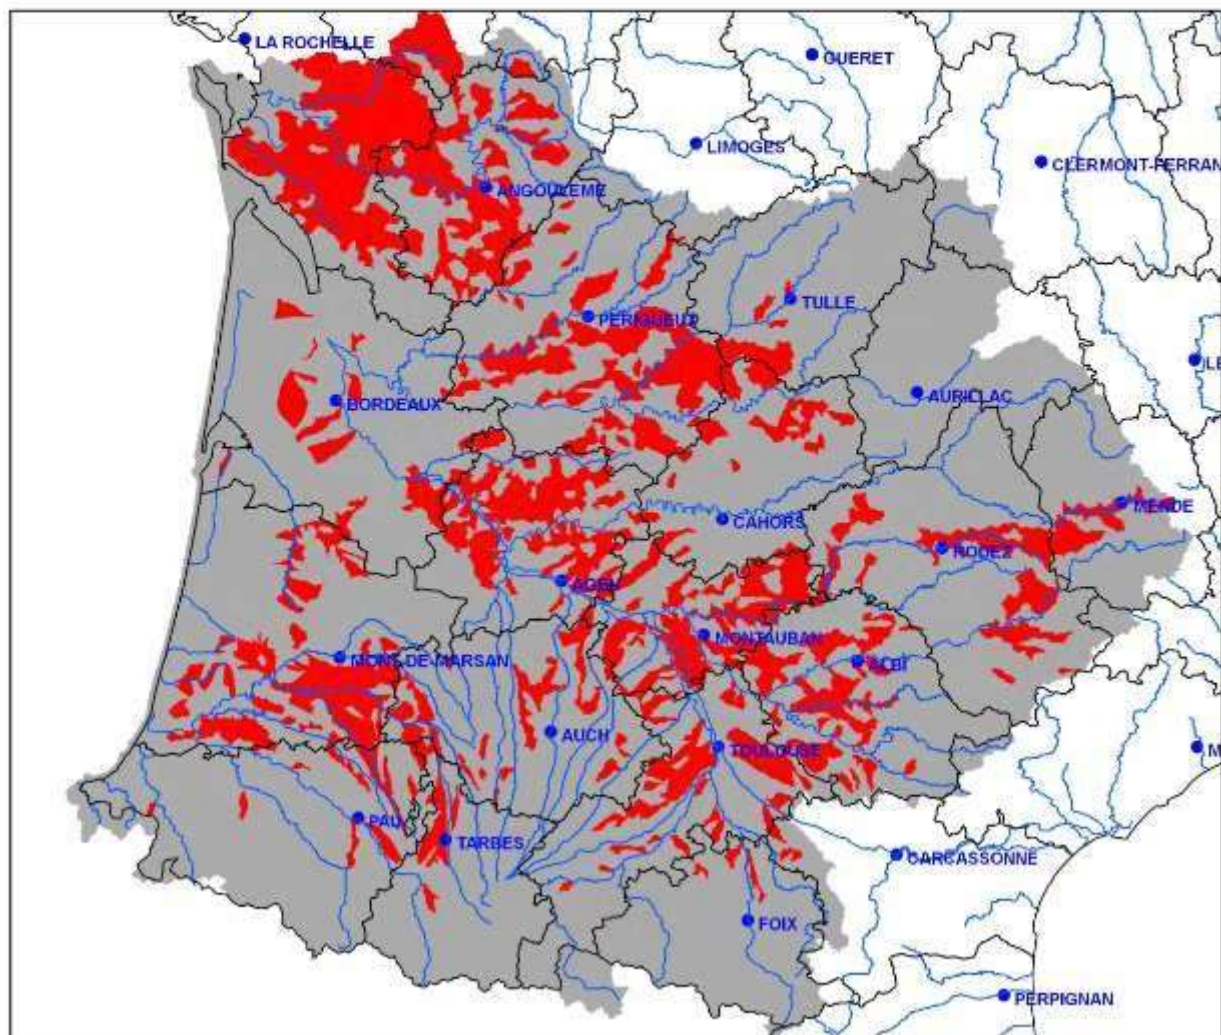 LA ROCHELLE
GUERET
LIMOGES
CLERMONT-FERRAN
ANGOULEME
TULLE
PERIGUEUX
LE
AURILLAC
BORDEAUX
MENDE
CAHORS
RODEZ
AGEN
MONTAUBAN
MONT-DE-MARSAN
ALBI
AUCH
TOULOUSE
M
PAU
TARBES
CARCASSONNE
FOIX
PERPIGNAN